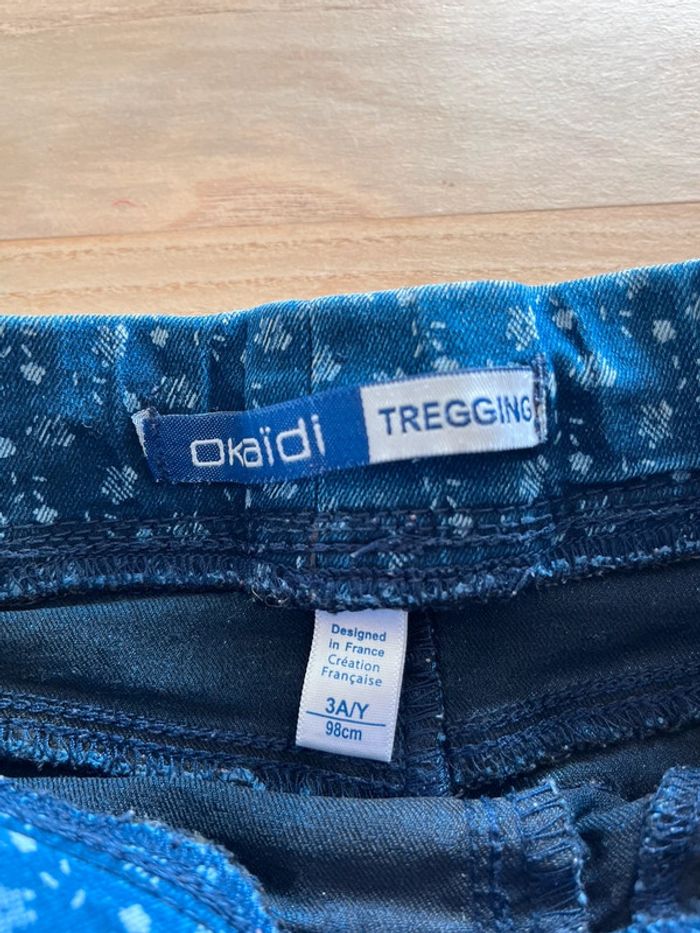 Okaïdi TREGGING
Designed
in France
Création
Française
3A/Y
98cm